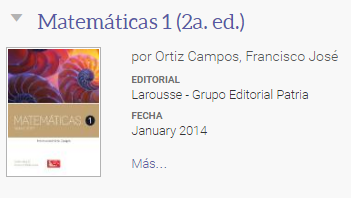 Matemáticas 1 (2a. ed.)
por Ortiz Campos, Francisco José
EDITORIAL
Larousse - Grupo Editorial Patria
FECHA
January 2014
Más...
MATEMÁTICAS 1